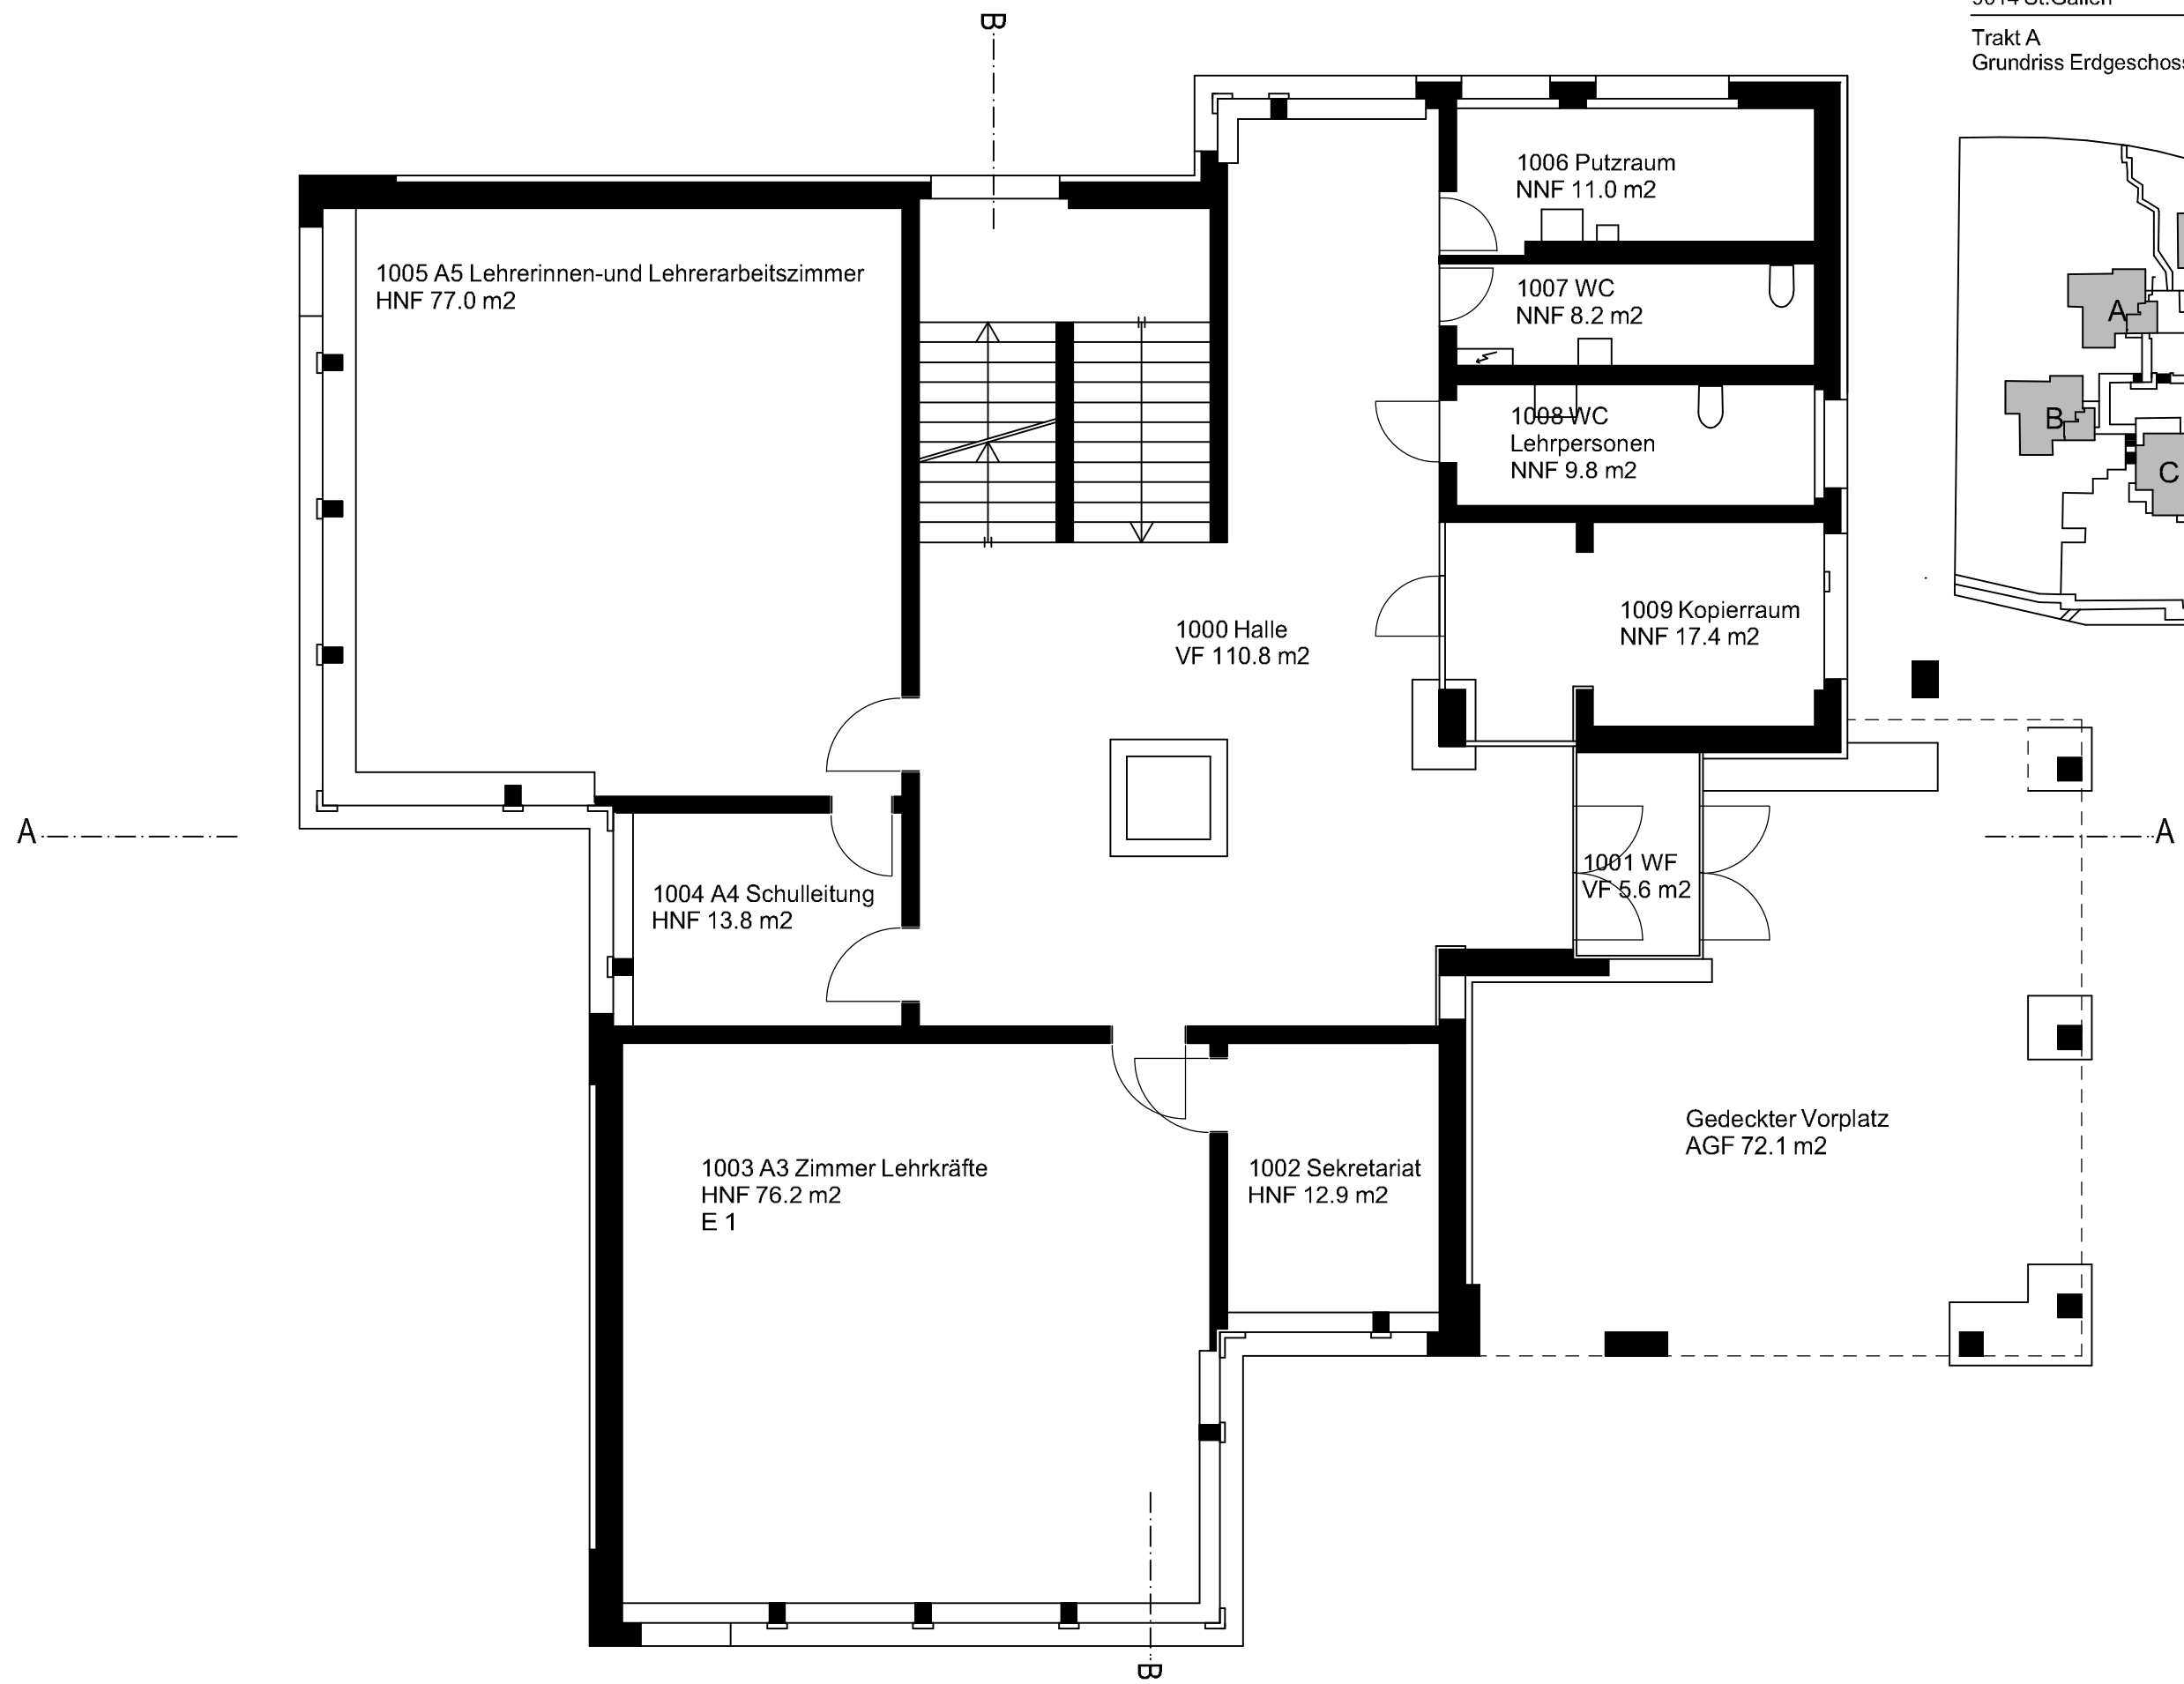 B
9014 St.Gallen
Trakt A
Grundriss Erdgeschoss
1006 Putzraum
NNF 11.0 m2
1005 A5 Lehrerinnen-und Lehrerarbeitszimmer
HNF 77.0 m2
1007 WC
NNF 8.2 m2
A
B
C
1008 WC
Lehrpersonen
NNF 9.8 m2
1000 Halle
VF 110.8 m2
1009 Kopierraum
NNF 17.4 m2
A
A
1001 WF
VF 5.6 m2
1004 A4 Schulleitung
HNF 13.8 m2
Gedeckter Vorplatz
AGF 72.1 m2
1003 A3 Zimmer Lehrkräfte
HNF 76.2 m2
E 1
1002 Sekretariat
HNF 12.9 m2
B